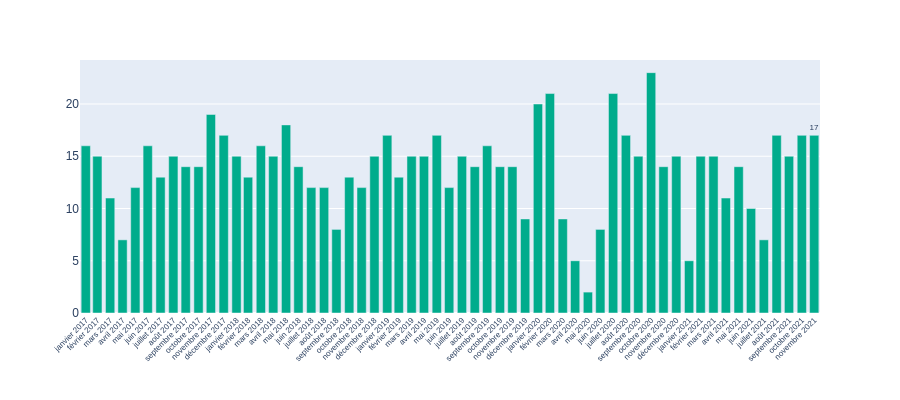 20
15
10
5
0
17
janvier 2017
février 2017
mars 2017
avril 2017
mai 2017
juin 2017
juillet 2017
août 2017
septembre 2017
octobre 2017
novembre 2017
décembre 2017
janvier 2018
février 2018
mars 2018
avril 2018
mai 2018
juin 2018
juillet 2018
août 2018
septembre 2018
octobre 2018
novembre 2018
décembre 2018
janvier 2019
février 2019
mars 2019
avril 2019
mai 2019
juin 2019
juillet 2019
août 2019
septembre 2019
octobre 2019
novembre 2019
décembre 2019
janvier 2020
février 2020
mars 2020
avril 2020
mai 2020
juin 2020
juillet 2020
août 2020
septembre 2020
octobre 2020
novembre 2020
décembre 2020
janvier 2021
février 2021
mars 2021
avril 2021
mai 2021
juin 2021
juillet 2021
août 2021
septembre 2021
octobre 2021
novembre 2021